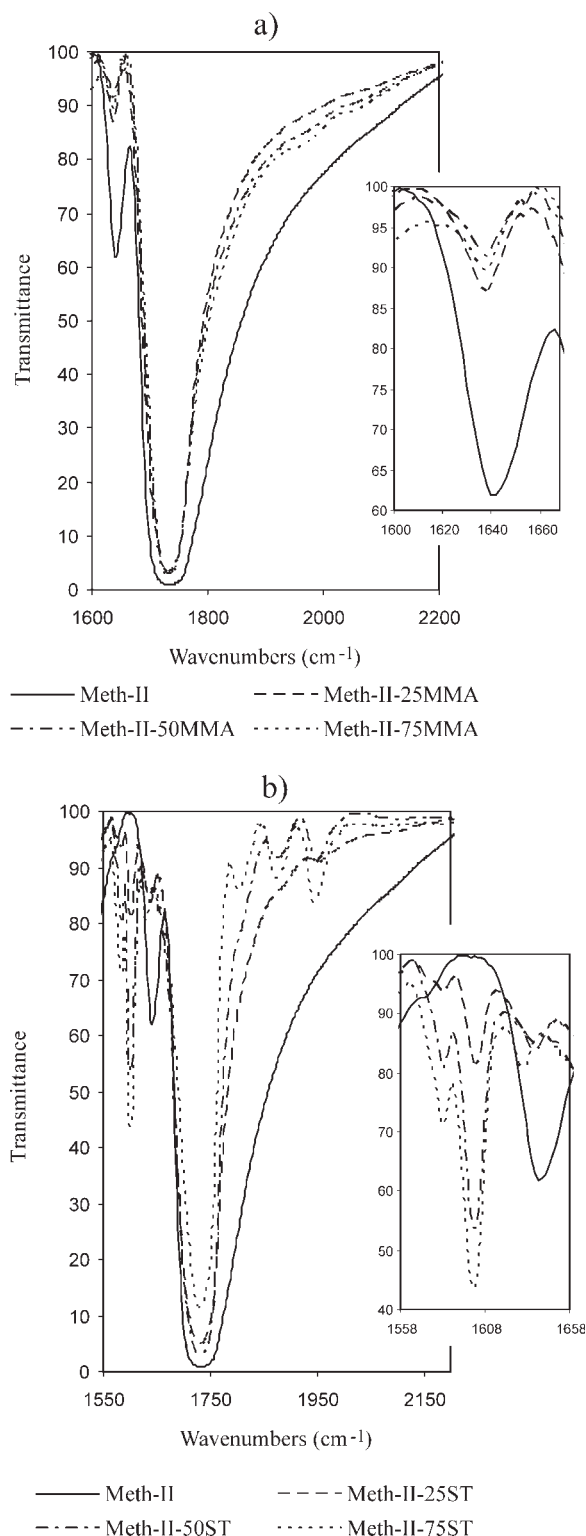 a)
100
90
80
70
60
50
40
30
20
10
0
Transmittance
1600 1800 2000 2200
Wavenumbers (cm-1)
100
95
90
85
80
75
70
65
60
1600 1620 1640 1660
Meth-II Meth-II-25MMA
Meth-II-50MMA Meth-II-75MMA
b)
100
90
80
70
60
50
40
30
20
10
0
Transmittance
1550 1750 1950 2150
Wavenumbers (cm-1)
100
90
80
70
60
50
40
1558 1608 1658
Meth-II Meth-II-25ST
Meth-II-50ST Meth-II-75ST